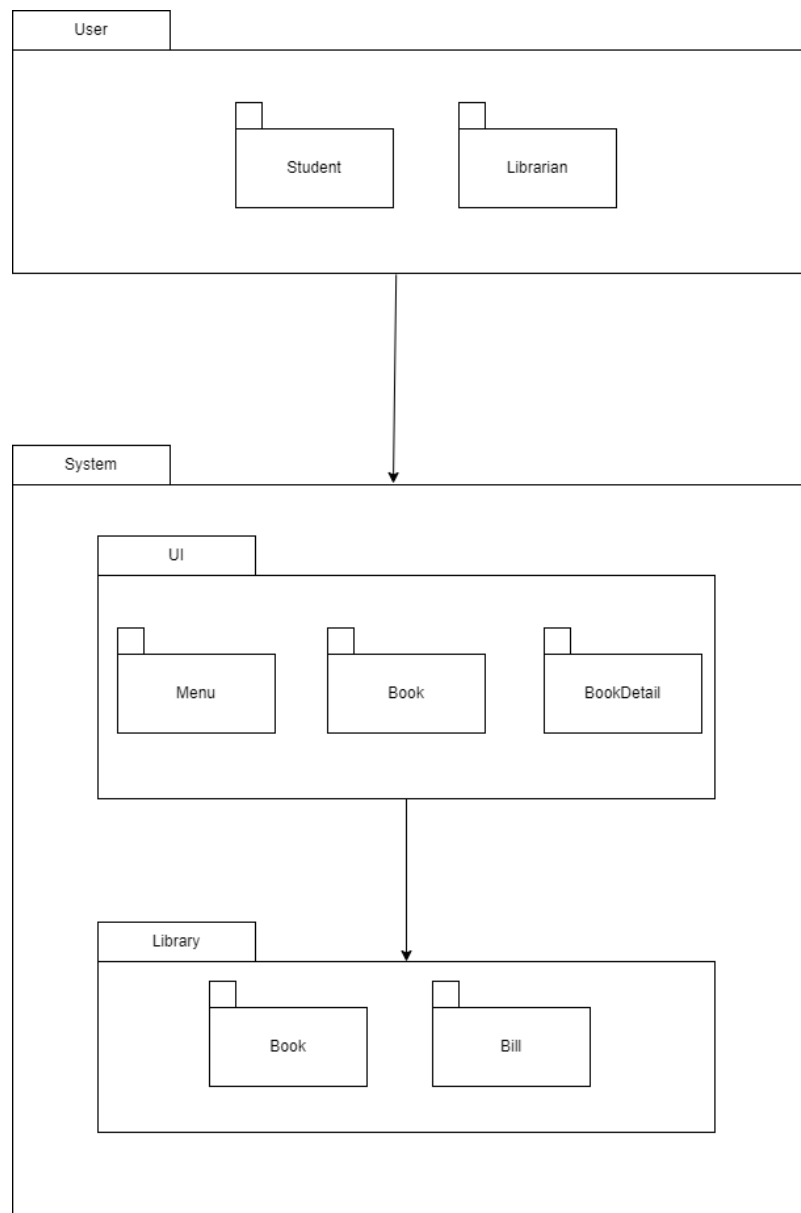 User
Student
Librarian
System
UI
Menu
Book
BookDetail
Library
Book
Bill